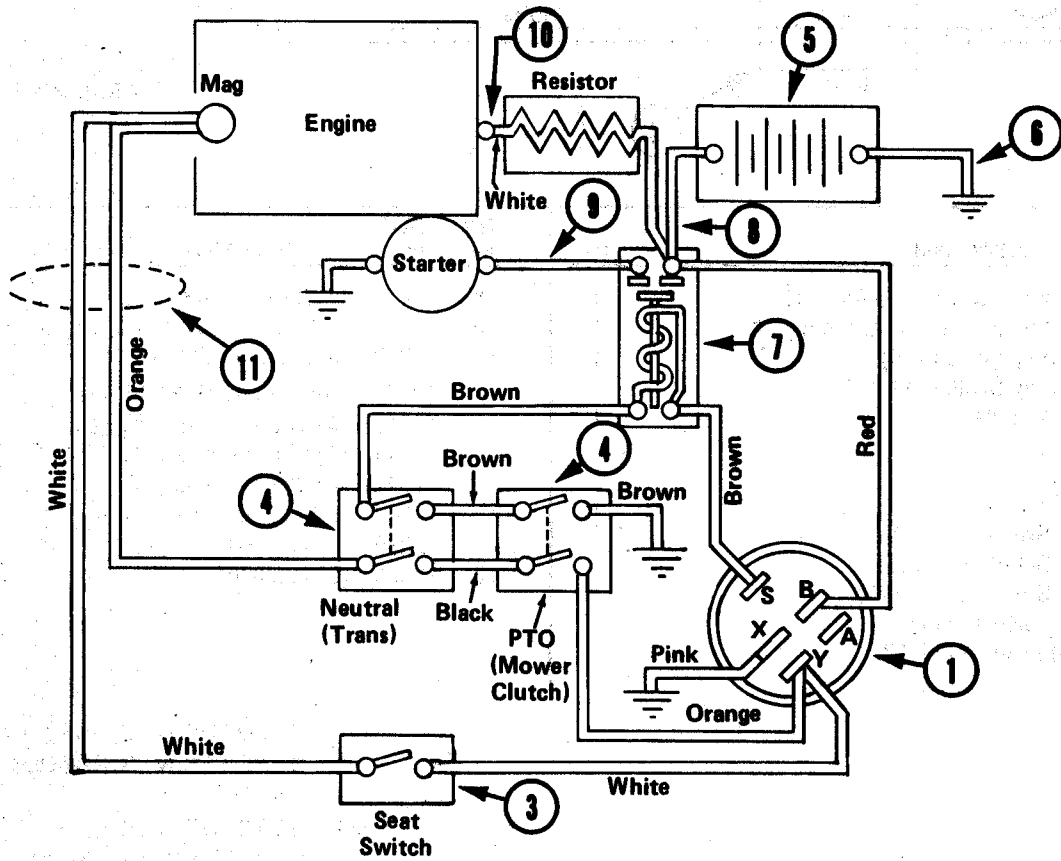 10
5
Mag
Resistor
Engine
6
White
9
8
Starter
7
11
Orange
Brown
Red
4
Brown
Brown
Brown
4
White
S
B
Neutral
(Trans)
Black
X
A
PTO
(Mower
Clutch)
Pink
Y
1
Orange
White
White
3
Seat
Switch